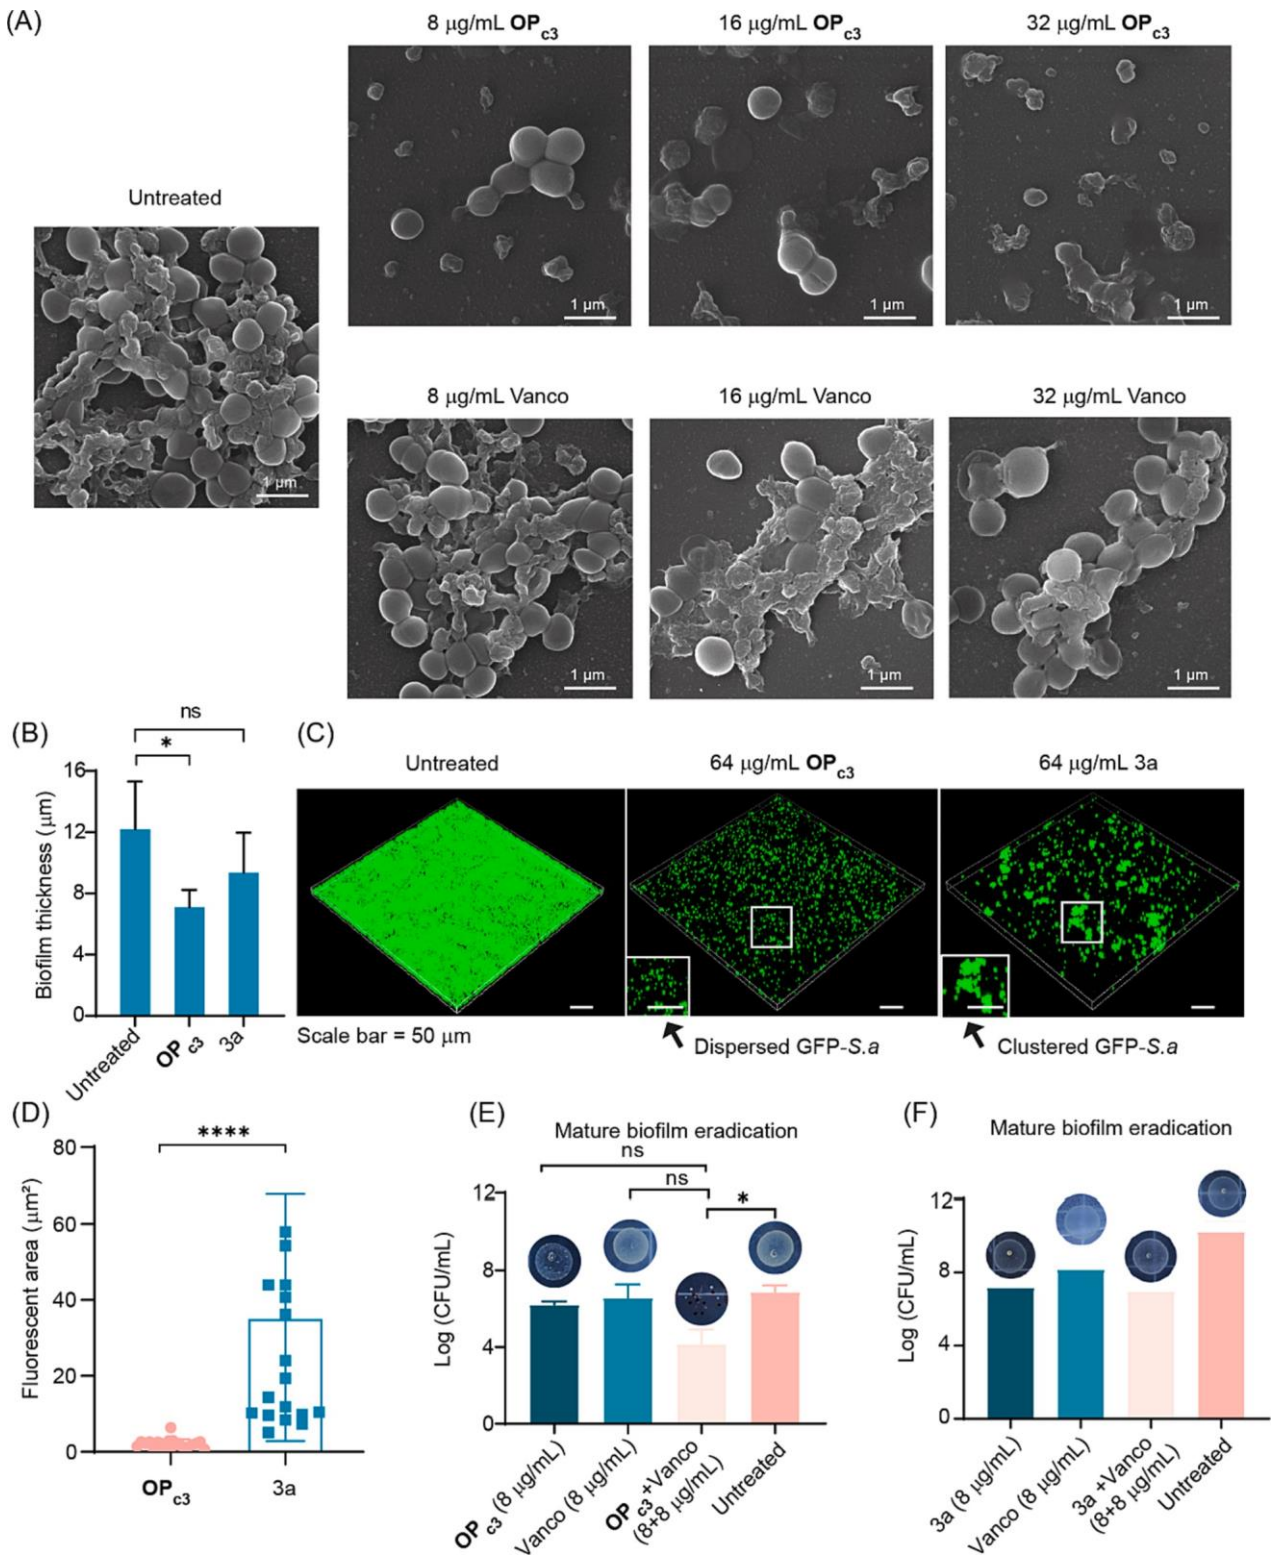 (A)
8 μg/mL OPc3
16 μg/mL OPc3
32 μg/mL OPc3
Untreated
1 μm
1 μm
1 μm
1 μm
8 μg/mL Vanco
16 μg/mL Vanco
32 μg/mL Vanco
1 μm
1 μm
1 μm
(B)
ns
*
16
12
8
4
0
Biofilm thickness (μm)
Untreated
OPc3
3a
(C)
Untreated
64 μg/mL OPc3
64 μg/mL 3a
Scale bar = 50 μm
Dispersed GFP-S.a
Clustered GFP-S.a
(D)
****
80
60
40
20
0
Fluorescent area (μm²)
OPc3
3a
(E)
Mature biofilm eradication
ns
ns
*
12
8
4
0
Log (CFU/mL)
OPc3 (8 μg/mL)
Vanco (8 μg/mL)
OPc3 +Vanco
(8+8 μg/mL)
Untreated
(F)
Mature biofilm eradication
12
8
4
0
Log (CFU/mL)
3a (8 μg/mL)
Vanco (8 μg/mL)
3a +Vanco
(8+8 μg/mL)
Untreated